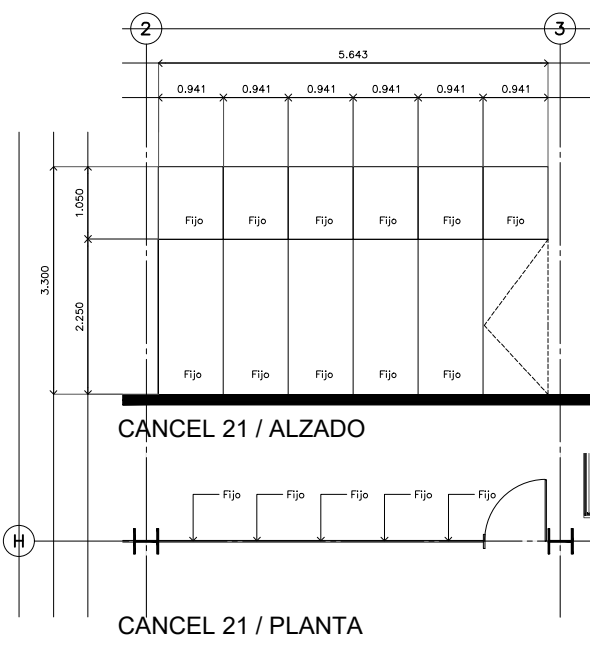 2 3
5.643
0.941 0.941 0.941 0.941 0.941 0.941
1.050
Fijo Fijo Fijo Fijo Fijo Fijo
3.300
2.250
Fijo Fijo Fijo Fijo Fijo
CANCEL 21 / ALZADO
Fijo Fijo Fijo Fijo Fijo
H
CANCEL 21 / PLANTA